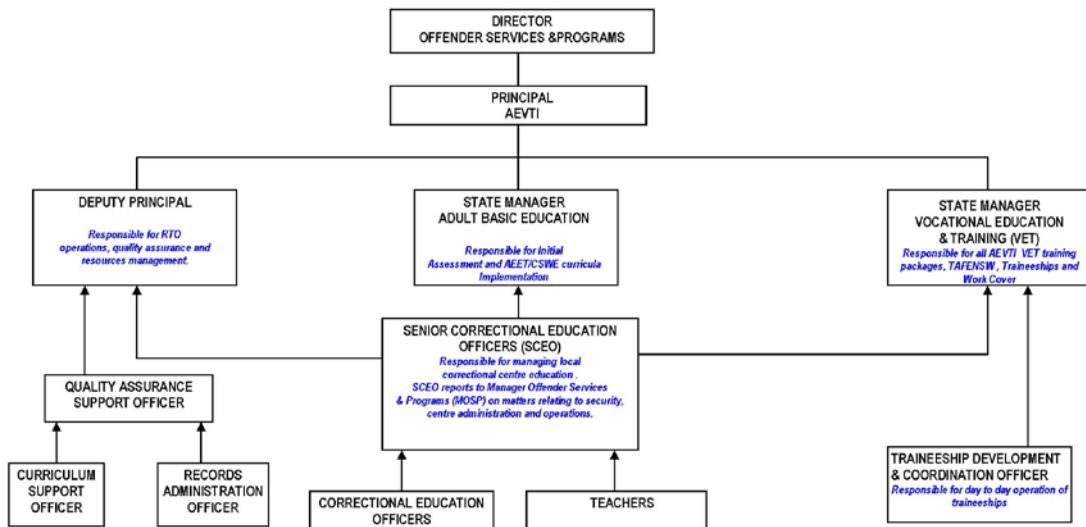 DIRECTOR
OFFENDER SERVICES &PROGRAMS
PRINCIPAL
AEVTI
DEPUTY PRINCIPAL
Responsible for RTO
operations, quality assurance and
resources management.
STATE MANAGER
ADULT BASIC EDUCATION
Responsible for Initial
Assessment and AEET/CSWE curricula
Implementation
STATE MANAGER
VOCATIONAL EDUCATION
& TRAINING (VET)
Responsible for all AEVTI VET training
packages, TAFENSW , Traineeships and
Work Cover
SENIOR CORRECTIONAL EDUCATION
OFFICERS (SCEO)
Responsible for managing local
correctional centre education .
SCEO reports to Manager Offender Services
& Programs (MOSP) on matters relating to security,
centre administration and operations.
QUALITY ASSURANCE
SUPPORT OFFICER
CURRICULUM
SUPPORT
OFFICER
RECORDS
ADMINISTRATION
OFFICER
CORRECTIONAL EDUCATION
OFFICERS
TEACHERS
TRAINEESHIP DEVELOPMENT
& COORDINATION OFFICER
Responsible for day to day operation of
traineeships